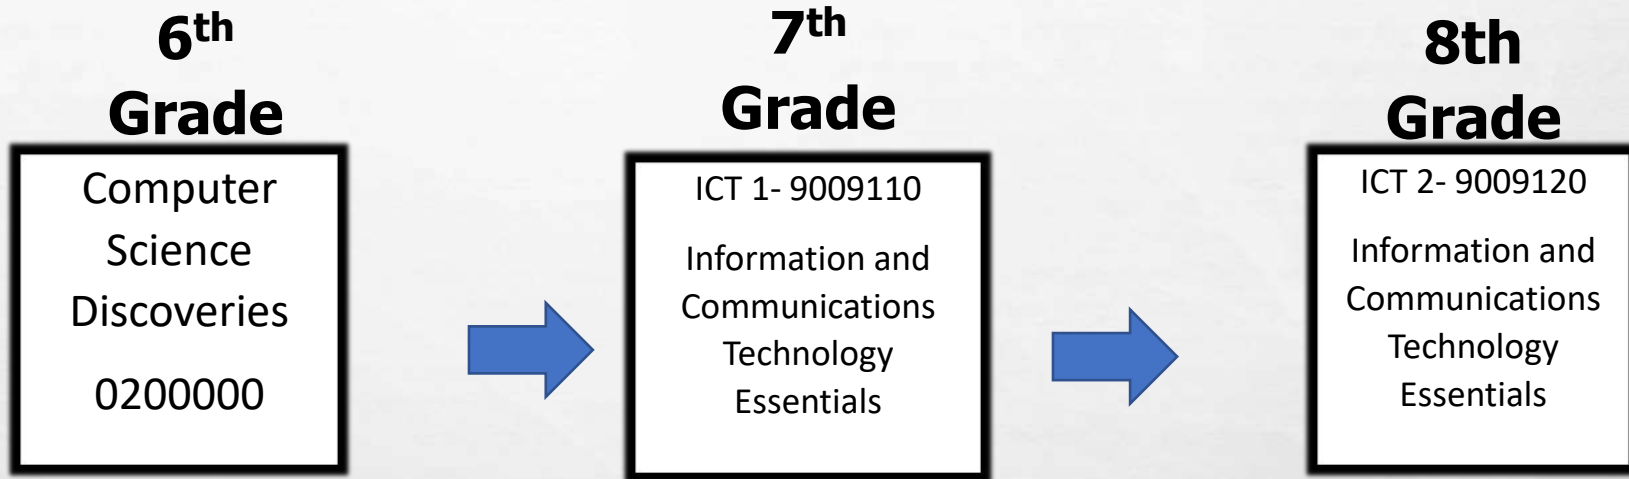 6th
Grade
Computer
Science
Discoveries
0200000
7th
Grade
ICT 1- 9009110
Information and
Communications
Technology
Essentials
8th
Grade
ICT 2- 9009120
Information and
Communications
Technology
Essentials